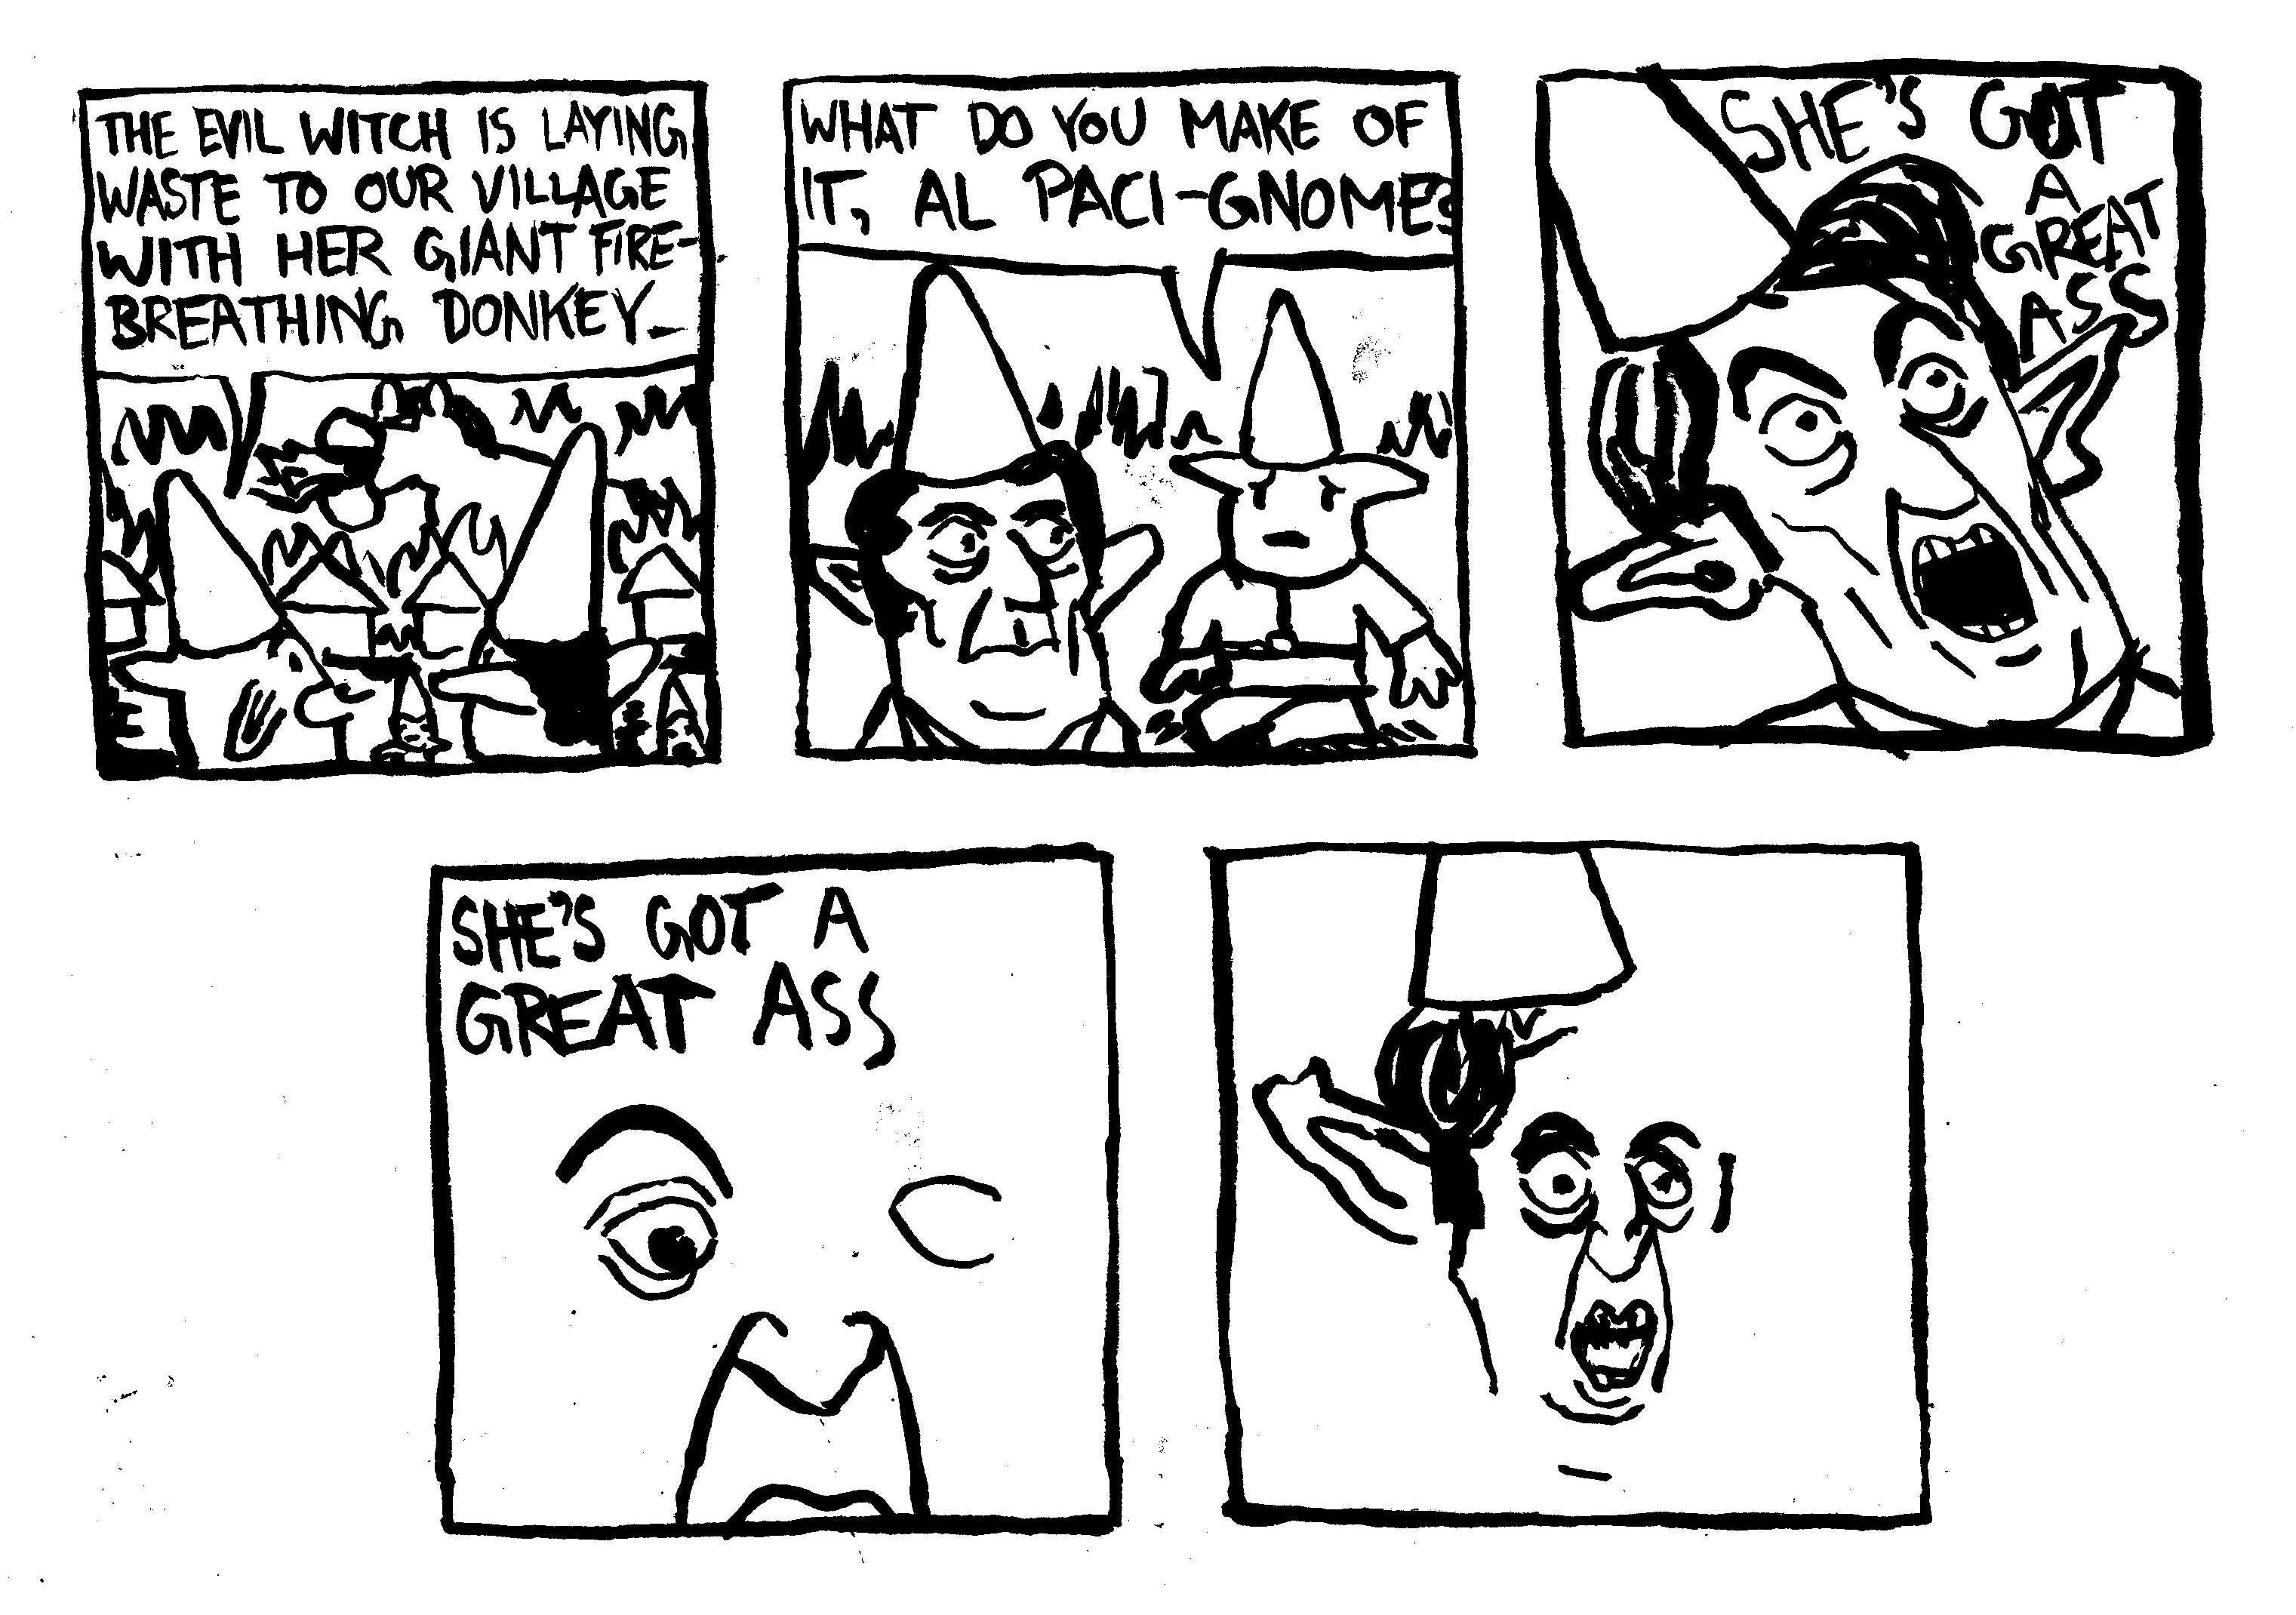 THE EVIL WITCH IS LAYING
WASTE TO OUR VILLAGE
WITH HER GIANT FIRE-
BREATHING DONKEY_
WHAT DO YOU MAKE OF
IT, AL PACI-GNOME?
SHE'S GOT
A
GREAT
ASS
SHE'S GOT A
GREAT ASS